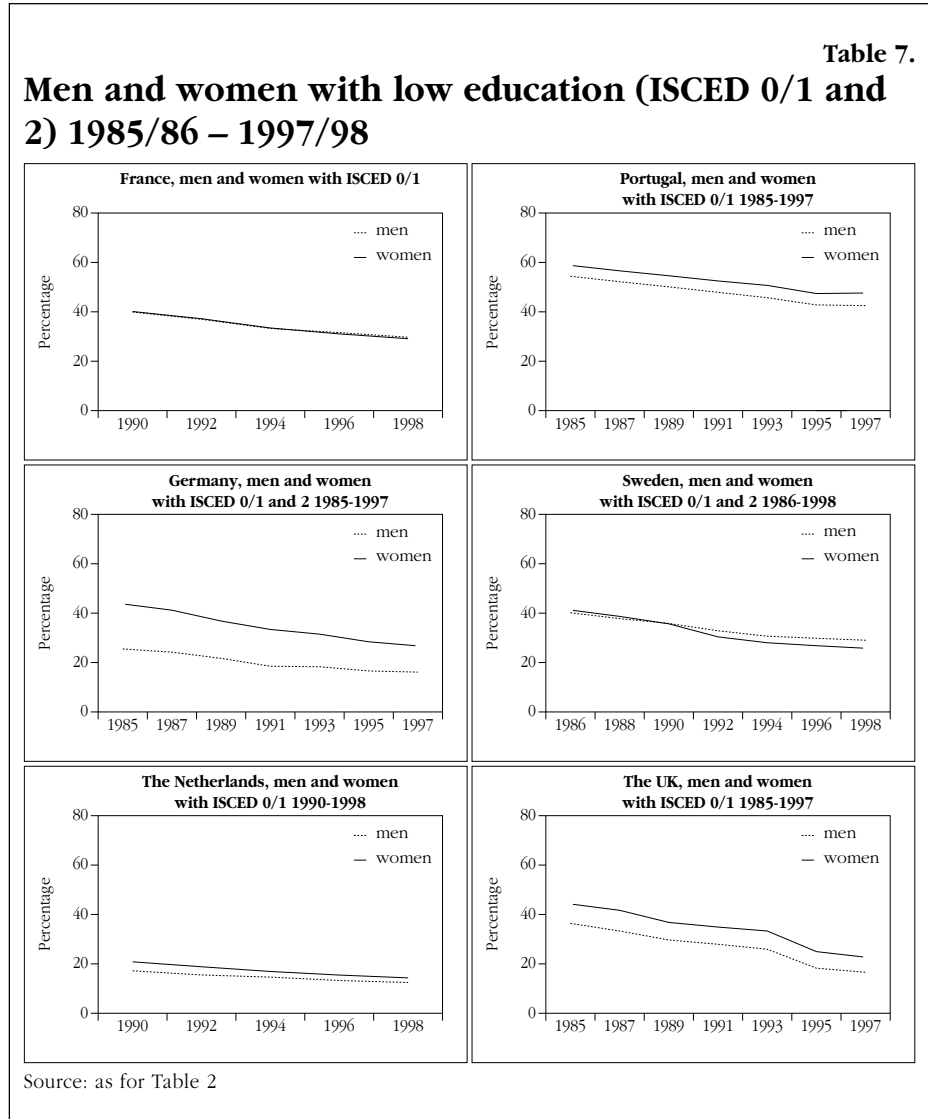 Table 7.
Men and women with low education (ISCED 0/1 and
2) 1985/86 – 1997/98
France, men and women with ISCED 0/1
80
60
40
20
0
Percentage
men
women
1990 1992 1994 1996 1998
Portugal, men and women
with ISCED 0/1 1985-1997
80
60
40
20
0
Percentage
men
women
1985 1987 1989 1991 1993 1995 1997
Germany, men and women
with ISCED 0/1 and 2 1985-1997
80
60
40
20
0
Percentage
men
women
1985 1987 1989 1991 1993 1995 1997
Sweden, men and women
with ISCED 0/1 and 2 1986-1998
80
60
40
20
0
Percentage
men
women
1986 1988 1990 1992 1994 1996 1998
The Netherlands, men and women
with ISCED 0/1 1990-1998
80
60
40
20
0
Percentage
men
women
1990 1992 1994 1996 1998
The UK, men and women
with ISCED 0/1 1985-1997
80
60
40
20
0
Percentage
men
women
1985 1987 1989 1991 1993 1995 1997
Source: as for Table 2